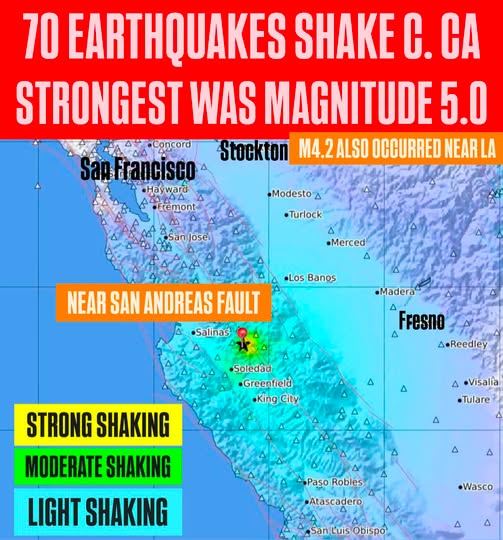 70 EARTHQUAKES SHAKE C. CA
STRONGEST WAS MAGNITUDE 5.0
M4.2 ALSO OCCURRED NEAR LA
Concord
Stockton
San Francisco
Hayward
Fremont
Modesto
Turlock
San Jose
Merced
Los Banos
Madera
NEAR SAN ANDREAS FAULT
Fresno
Salinas
Reedley
Soledad
Greenfield
Visalia
King City
Tulare
STRONG SHAKING
MODERATE SHAKING
LIGHT SHAKING
Paso Robles
Wasco
Atascadero
San Luis Obispo